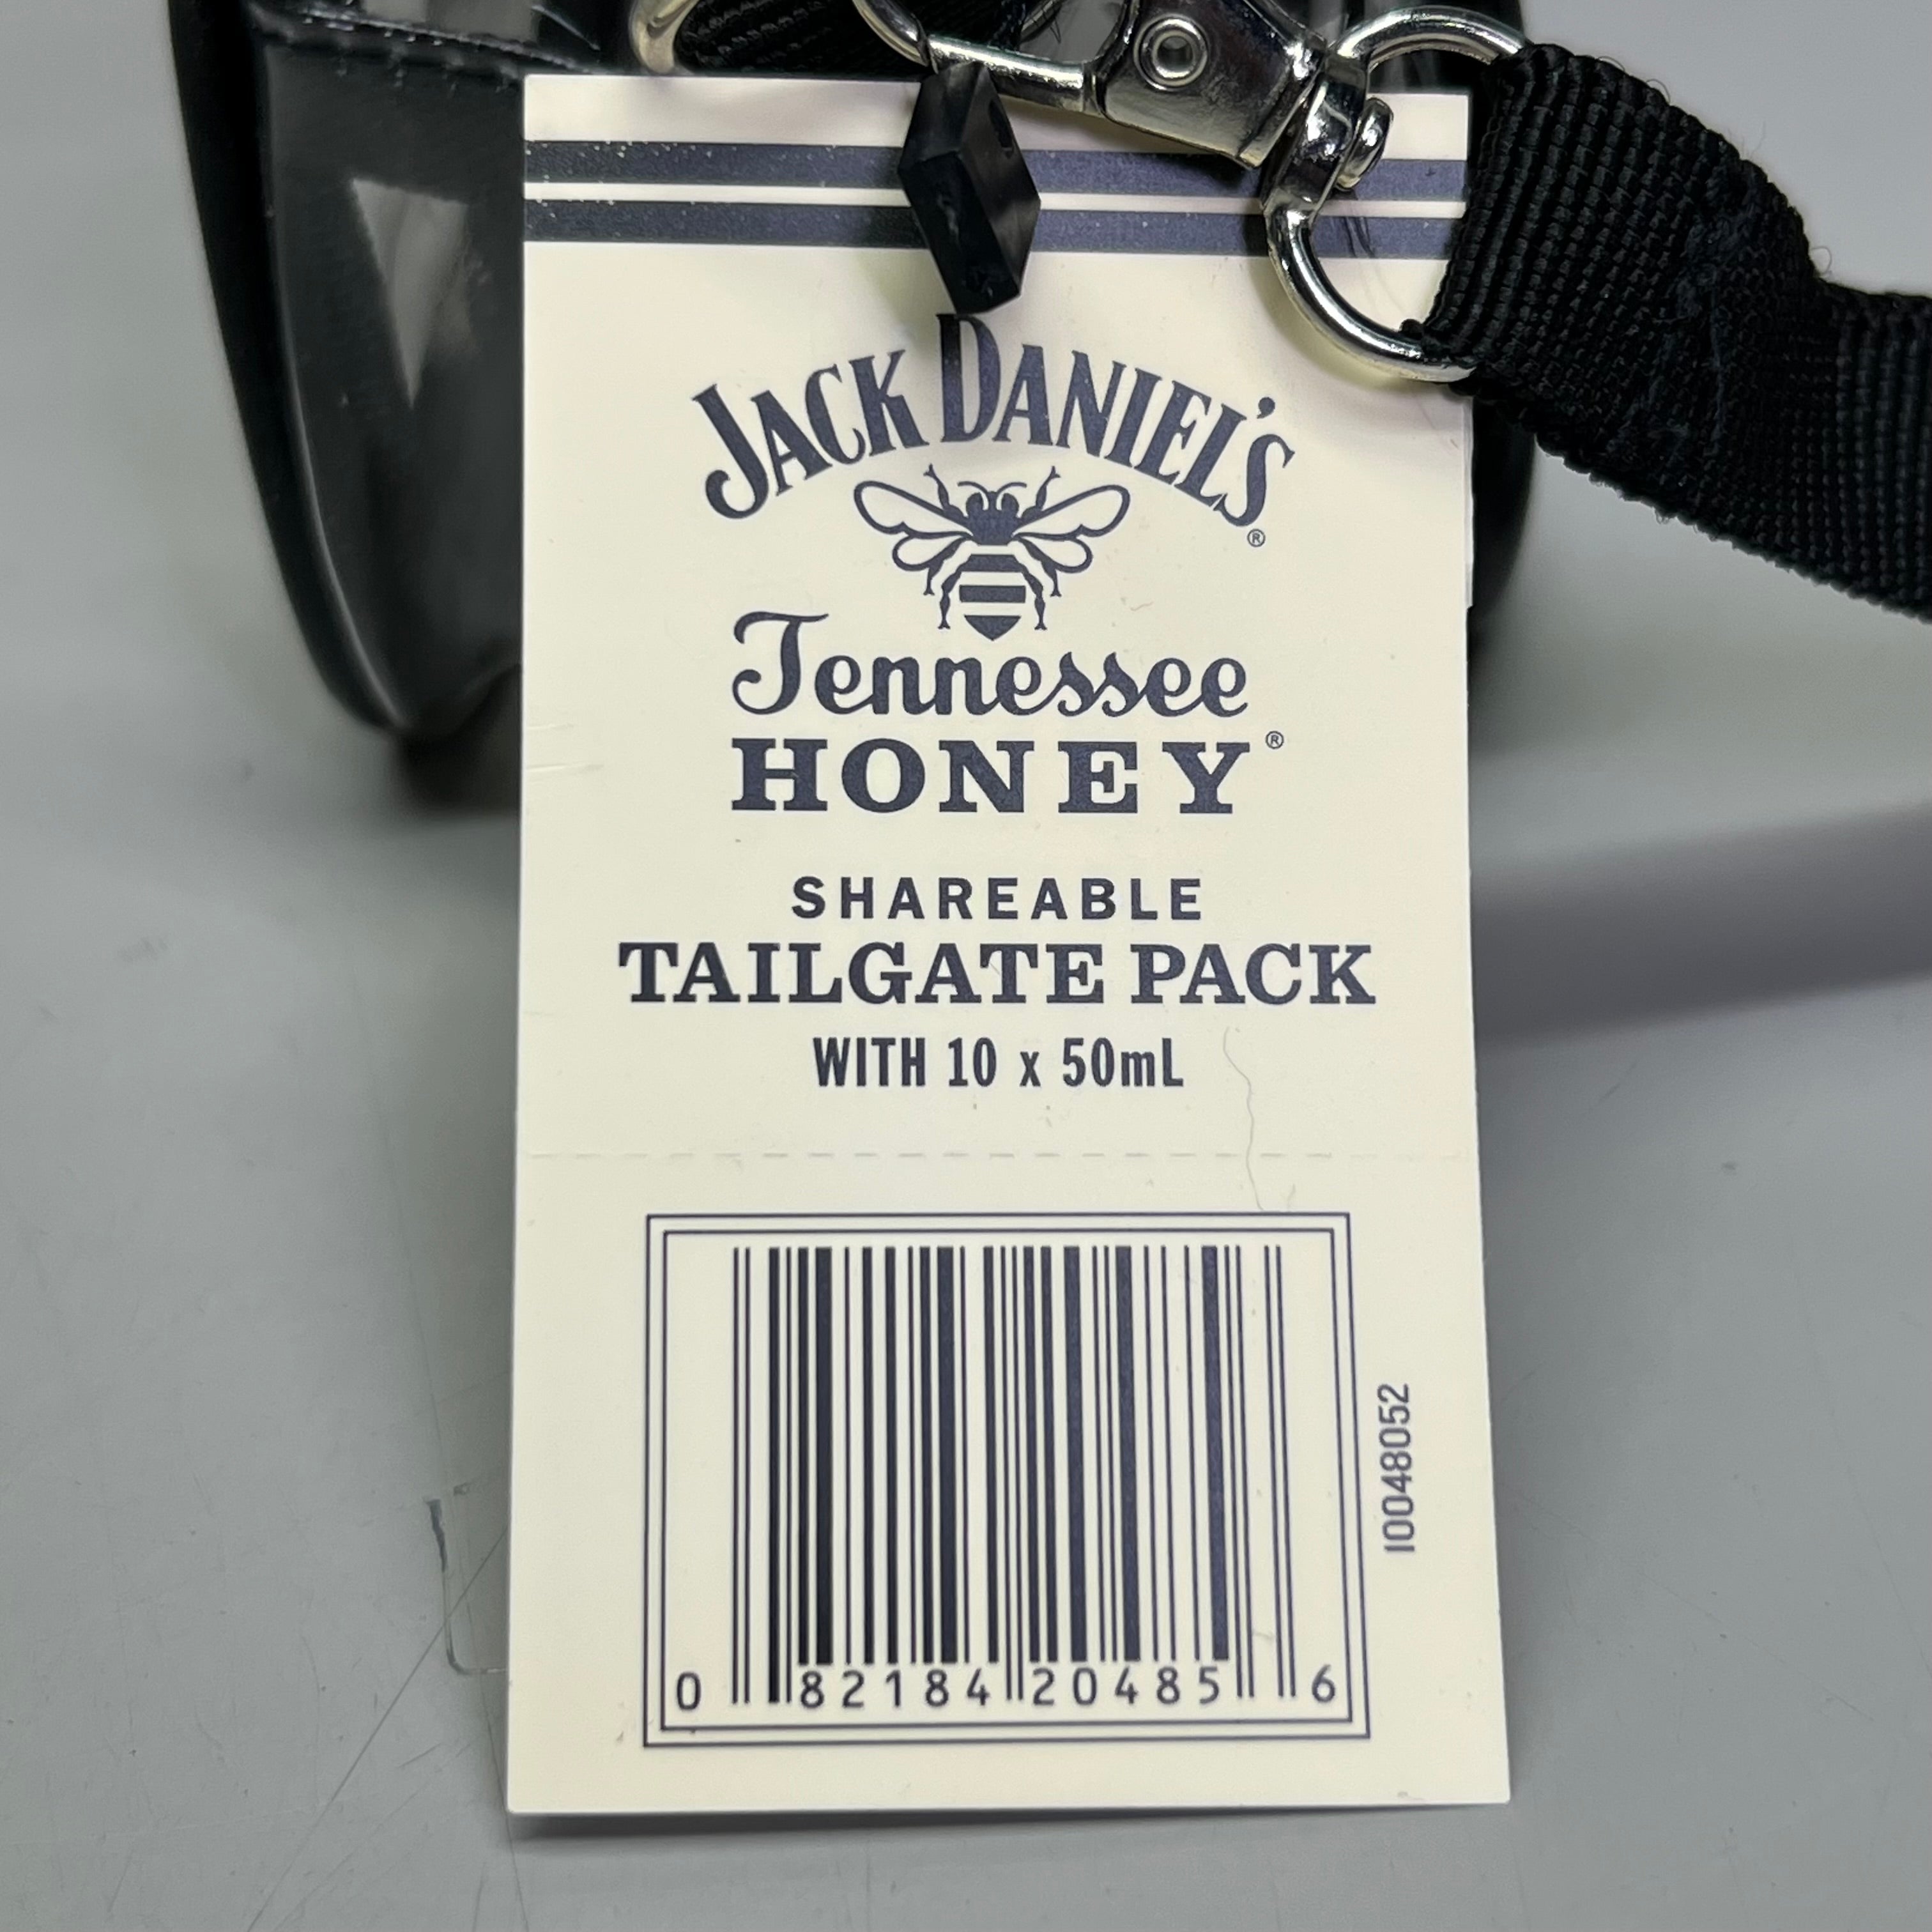 JACK DANIEL'S®
Tennessee
HONEY®
SHAREABLE
TAILGATE PACK
WITH 10 x 50mL
0 82184 20485 6
10048052